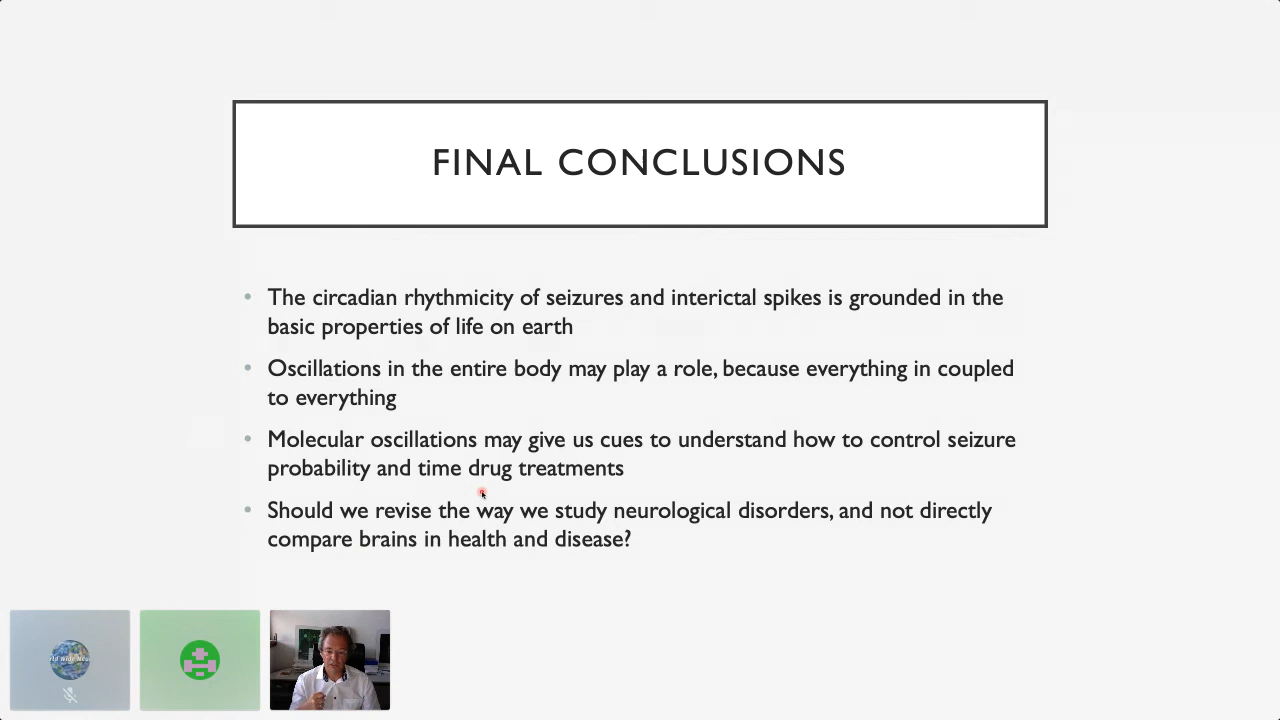 FINAL CONCLUSIONS
• The circadian rhythmicity of seizures and interictal spikes is grounded in the
basic properties of life on earth
• Oscillations in the entire body may play a role, because everything in coupled
to everything
• Molecular oscillations may give us cues to understand how to control seizure
probability and time drug treatments
• Should we revise the way we study neurological disorders, and not directly
compare brains in health and disease?